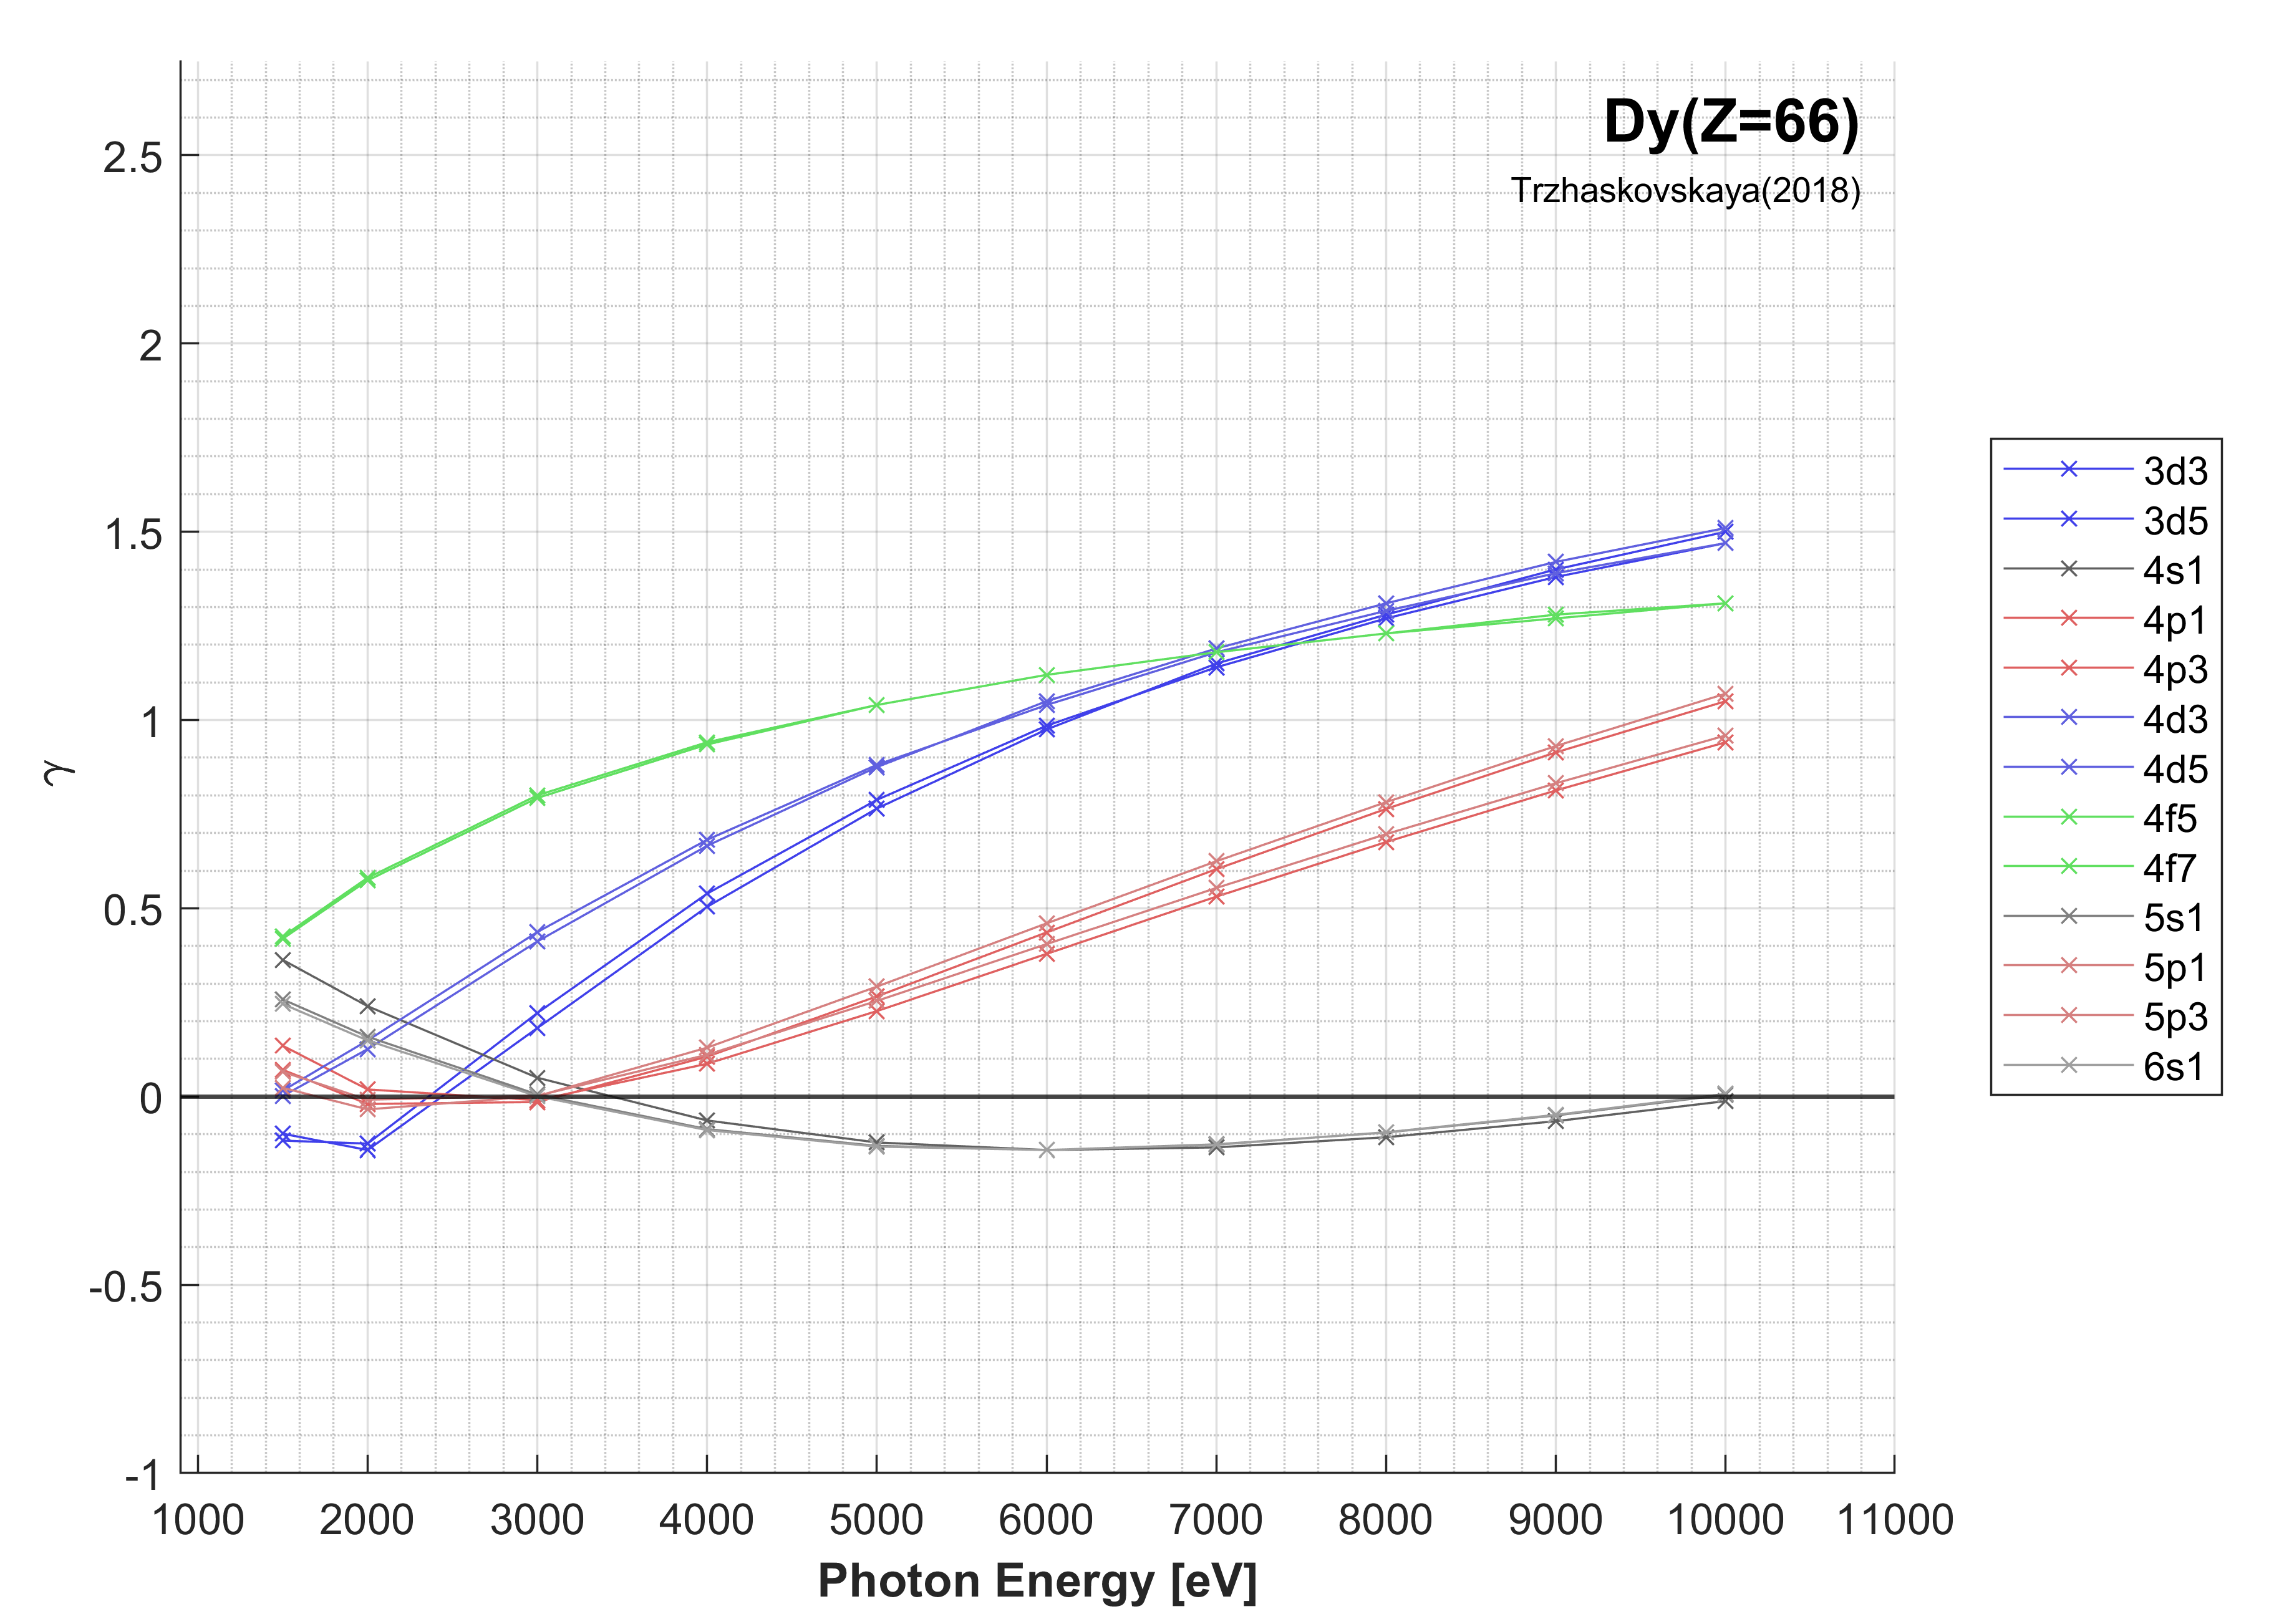 Dy(Z=66)
Trzhaskovskaya(2018)
2.5
2
1.5
1
0.5
0
-0.5
-1
γ
1000 2000 3000 4000 5000 6000 7000 8000 9000 10000 11000
Photon Energy [eV]
3d3
3d5
4s1
4p1
4p3
4d3
4d5
4f5
4f7
5s1
5p1
5p3
6s1